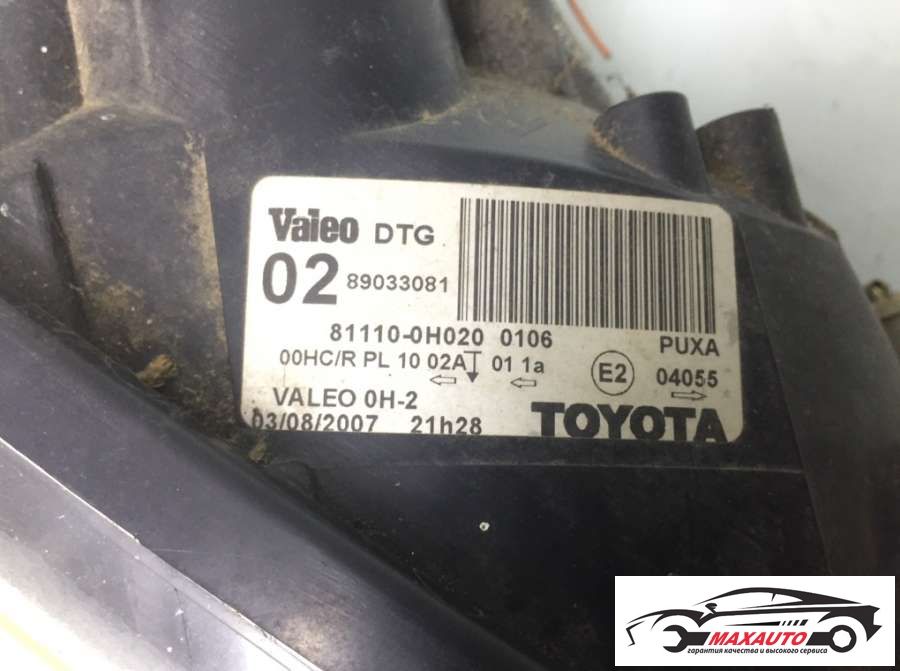 Valeo DTG
02 89033081
81110-0H020 0106
PUXA
00HC/R PL 10 02A 01 1a
E2 04055
VALEO 0H-2
03/08/2007 21h28
TOYOTA
MAXAUTO
гарантия качества и высокого сервиса